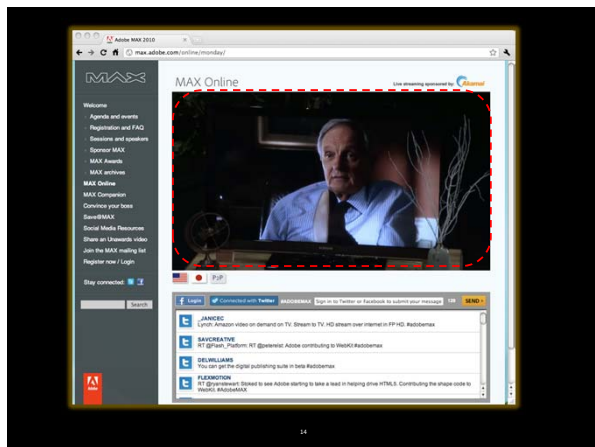 Adobe MAX 2010
max.adobe.com/online/monday/
MAX
MAX Online
Live streaming sponsored by: Akamai
Welcome
Agenda and events
Registration and FAQ
Sessions and speakers
Sponsor MAX
MAX Awards
MAX archives
MAX Online
MAX Companion
Convince your boss
Save@MAX
Social Media Resources
Share an Unawards video
Join the MAX mailing list
Register now / Login
Stay connected:
Search
P2P
Login
Connected with Twitter
#ADOBEMAX
Sign in to Twitter or Facebook to submit your message
SEND
_JANICEC
Lynch: Amazon video on demand on TV. Stream to TV. HD stream over internet in FP HD. #adobemax
SAVCREATIVE
RT @Flash_Platform: RT @peterelst: Adobe contributing to WebKit #adobemax
DELWILLIAMS
You can get the digital publishing suite in beta #adobemax
FLEXMOTION
RT @ryanstewart: Stoked to see Adobe starting to take a lead in helping drive HTML5. Contributing the shape code to
WebKit. #AdobeMAX
14